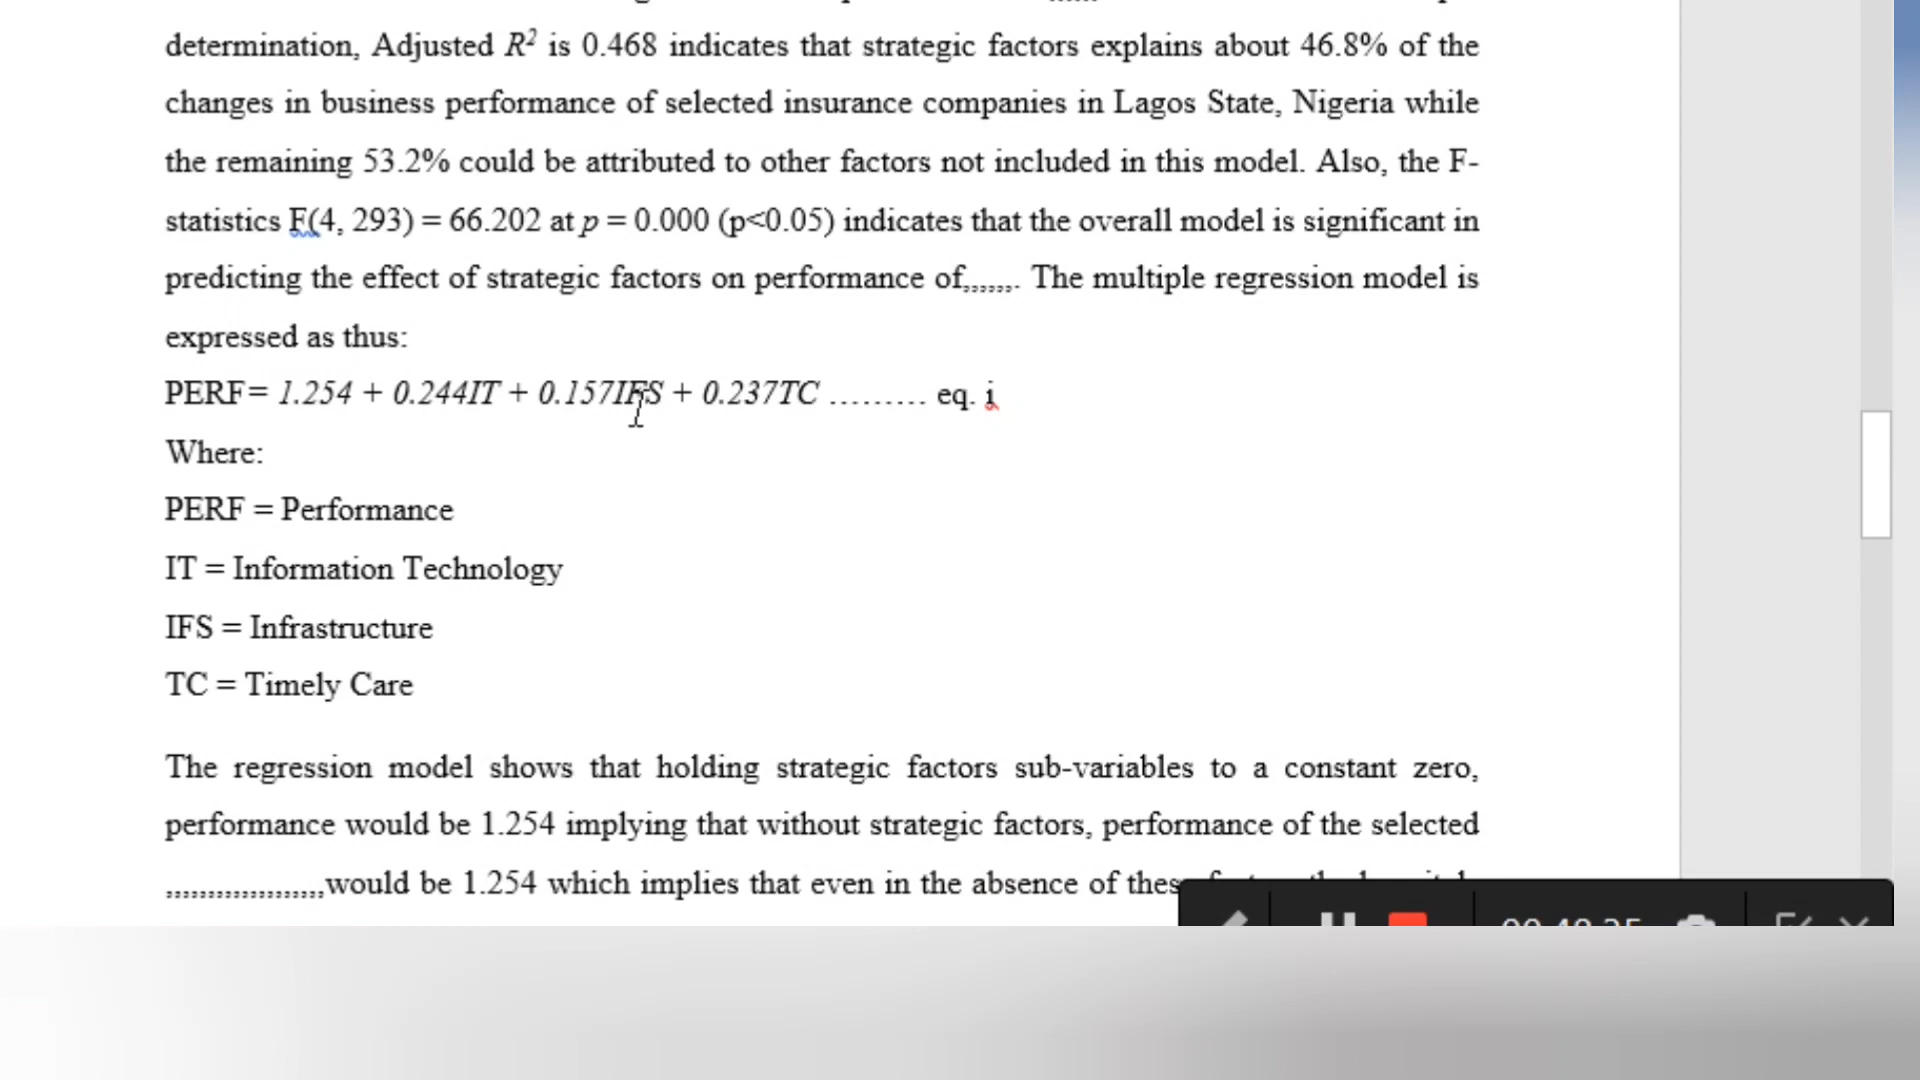 determination, Adjusted R² is 0.468 indicates that strategic factors explains about 46.8% of the
changes in business performance of selected insurance companies in Lagos State, Nigeria while
the remaining 53.2% could be attributed to other factors not included in this model. Also, the F-
statistics F(4, 293) = 66.202 at p = 0.000 (p<0.05) indicates that the overall model is significant in
predicting the effect of strategic factors on performance of,,,,,,. The multiple regression model is
expressed as thus:
PERF= 1.254 + 0.244IT + 0.157IFS + 0.237TC ......... eq. i
Where:
PERF = Performance
IT = Information Technology
IFS = Infrastructure
TC = Timely Care
The regression model shows that holding strategic factors sub-variables to a constant zero,
performance would be 1.254 implying that without strategic factors, performance of the selected
,,,,,,,,,,,,,,,,,,,would be 1.254 which implies that even in the absence of